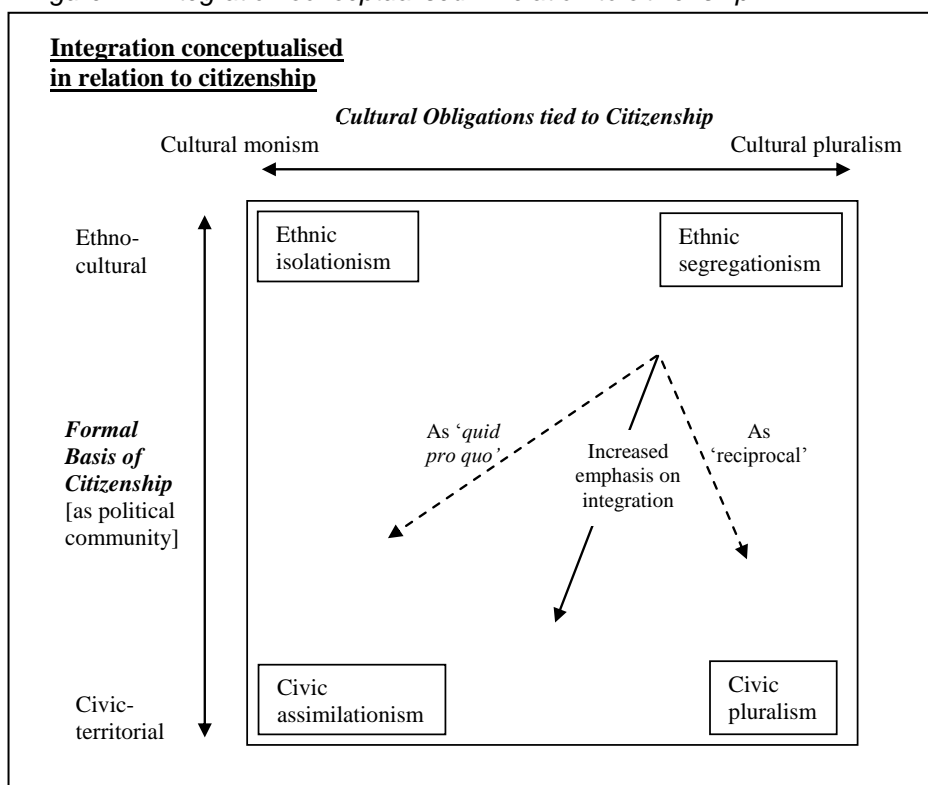 Integration conceptualised
in relation to citizenship
Cultural Obligations tied to Citizenship
Cultural monism
Cultural pluralism
Ethno-
cultural
Ethnic
isolationism
Ethnic
segregationism
Formal
Basis of
Citizenship
[as political
community]
As ‘quid
pro quo’
Increased
emphasis on
integration
As
‘reciprocal’
Civic-
territorial
Civic
assimilationism
Civic
pluralism